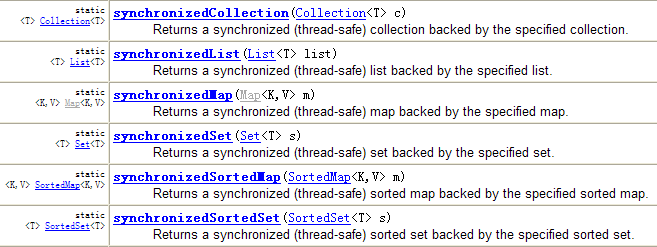 static
<T> Collection<T>
synchronizedCollection(Collection<T> c)
Returns a synchronized (thread-safe) collection backed by the specified collection.
static
<T> List<T>
synchronizedList(List<T> list)
Returns a synchronized (thread-safe) list backed by the specified list.
static
<K,V> Map<K,V>
synchronizedMap(Map<K,V> m)
Returns a synchronized (thread-safe) map backed by the specified map.
static
<T> Set<T>
synchronizedSet(Set<T> s)
Returns a synchronized (thread-safe) set backed by the specified set.
static
<K,V> SortedMap<K,V>
synchronizedSortedMap(SortedMap<K,V> m)
Returns a synchronized (thread-safe) sorted map backed by the specified sorted map.
static
<T> SortedSet<T>
synchronizedSortedSet(SortedSet<T> s)
Returns a synchronized (thread-safe) sorted set backed by the specified sorted set.